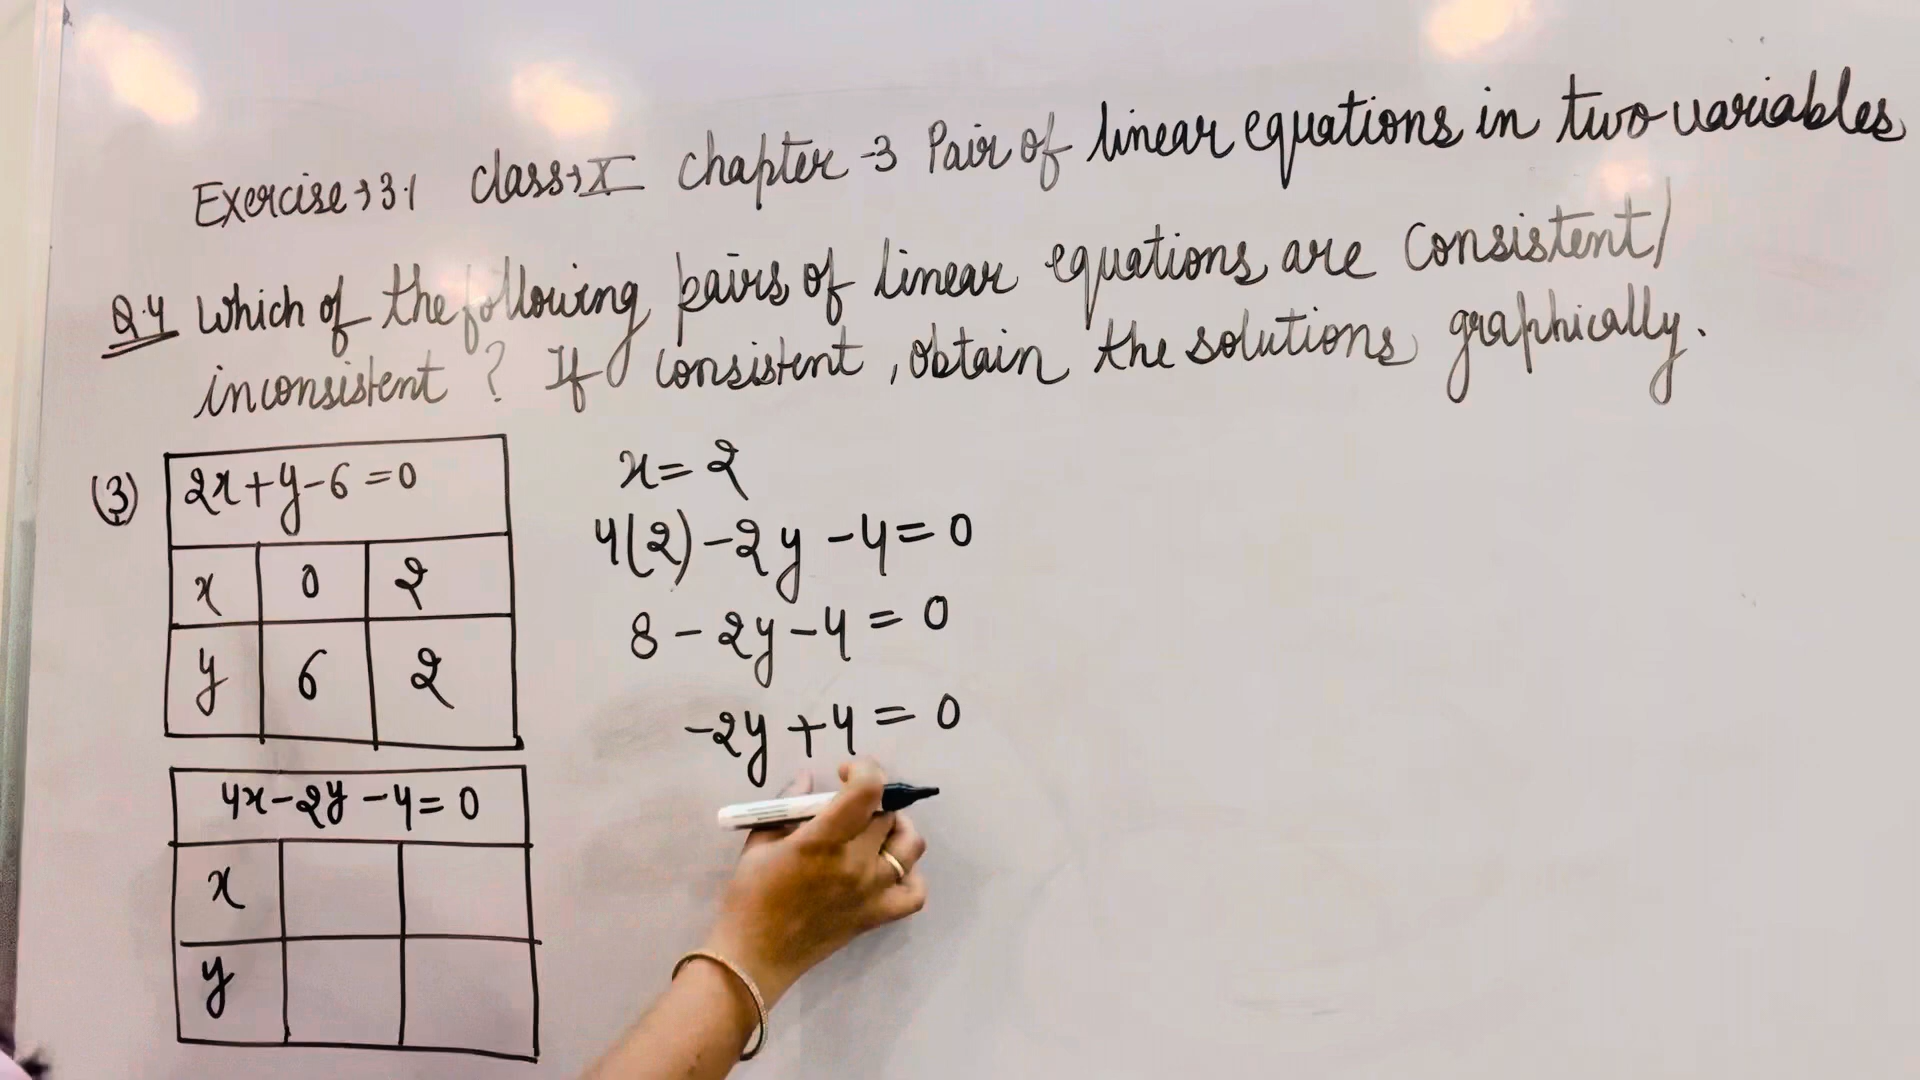 Exercise → 3.1 class → X chapter - 3 Pair of linear equations in two variables
Q.4 Which of the following pairs of linear equations are consistent/
inconsistent? If consistent, obtain the solutions graphically.
(3) 2x+y-6=0
x 0 2
y 6 2
4x-2y-4=0
x
y
x=2
4(2)-2y-4=0
8-2y-4=0
-2y+4=0